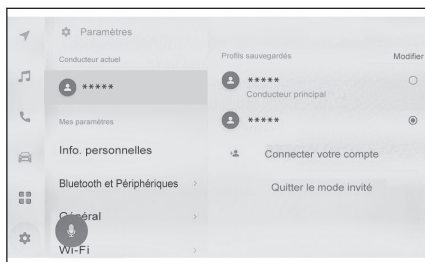 Paramètres
Conducteur actuel
*****
Mes paramètres
Info. personnelles
Bluetooth et Périphériques
Général
Wi-Fi
Profils sauvegardés
Modifier
*****
Conducteur principal
*****
Connecter votre compte
Quitter le mode invité